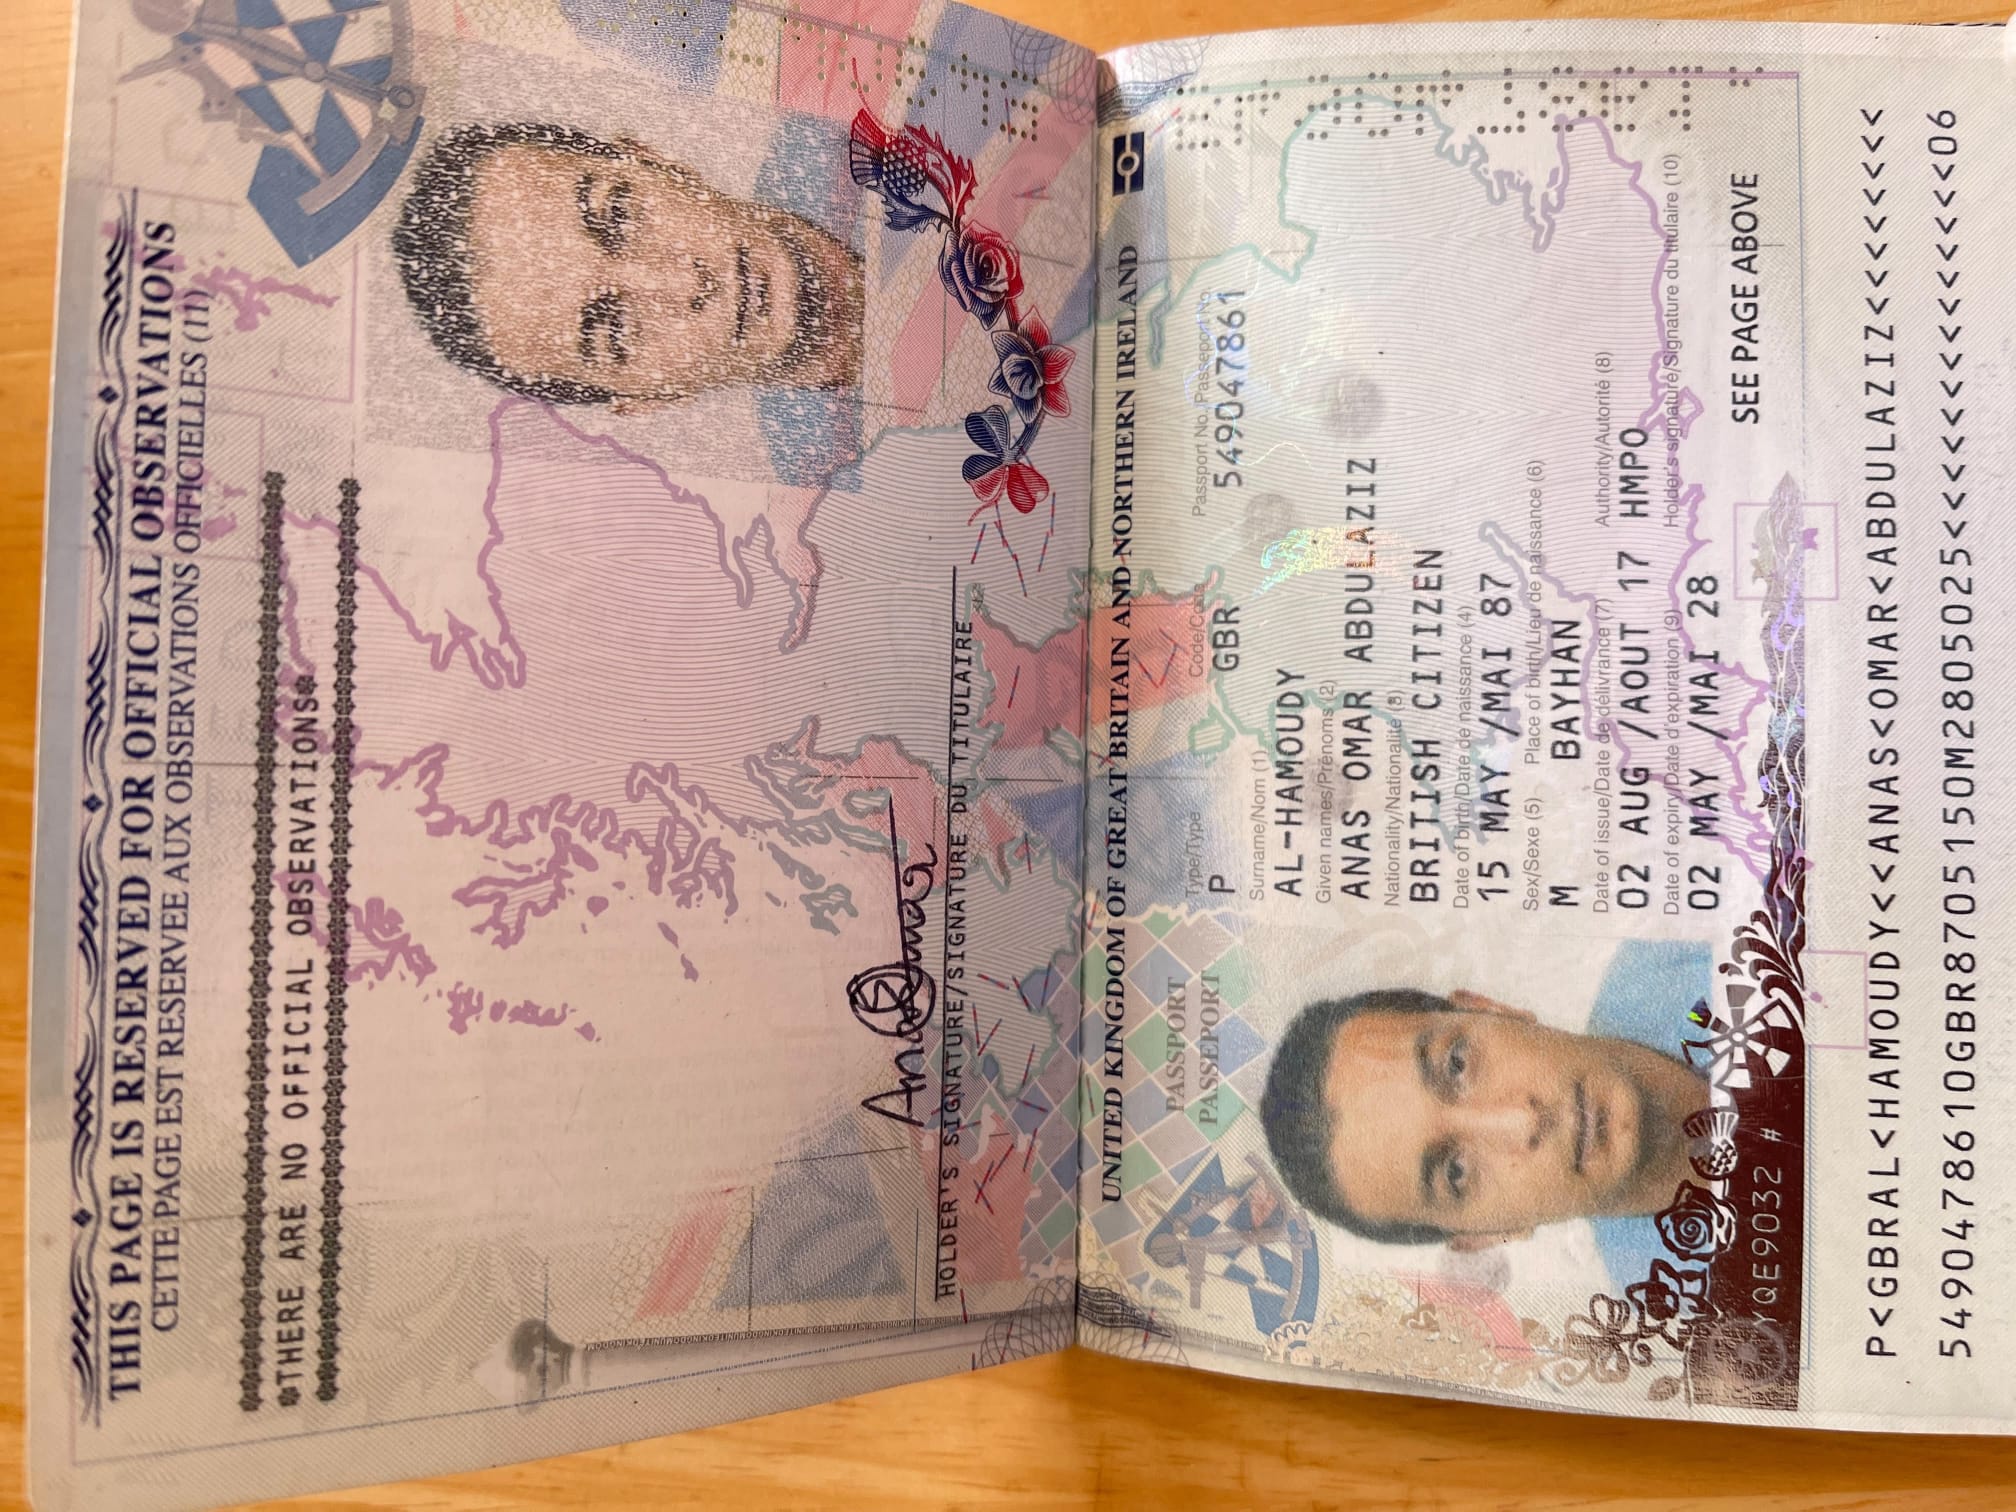 THIS PAGE IS RESERVED FOR OFFICIAL OBSERVATIONS
CETTE PAGE EST RESERVEE AUX OBSERVATIONS OFFICIELLES (11)
*THERE ARE NO OFFICIAL OBSERVATIONS*
HOLDER'S SIGNATURE/SIGNATURE DU TITULAIRE
UNITED KINGDOM OF GREAT BRITAIN AND NORTHERN IRELAND
PASSPORT
PASSEPORT
Type/Type Code/Code Passport No./Passeport No.
P GBR 549047861
Surname/Nom (1)
AL-HAMOUDY
Given names/Prénoms (2)
ANAS OMAR ABDULAZIZ
Nationality/Nationalité (3)
BRITISH CITIZEN
Date of birth/Date de naissance (4)
15 MAY /MAI 87
Sex/Sexe (5) Place of birth/Lieu de naissance (6)
M BAYHAN
Date of issue/Date de délivrance (7) Authority/Autorité (8)
02 AUG /AOUT 17 HMPO
Date of expiry/Date d'expiration (9) Holder's signature/Signature du titulaire (10)
02 MAY /MAI 28
SEE PAGE ABOVE
YQE9032 #
P<GBRAL<HAMOUDY<<ANAS<OMAR<ABDULAZIZ<<<<<<<<
5490478610GBR8705150M2805025<<<<<<<<<<<<<<06